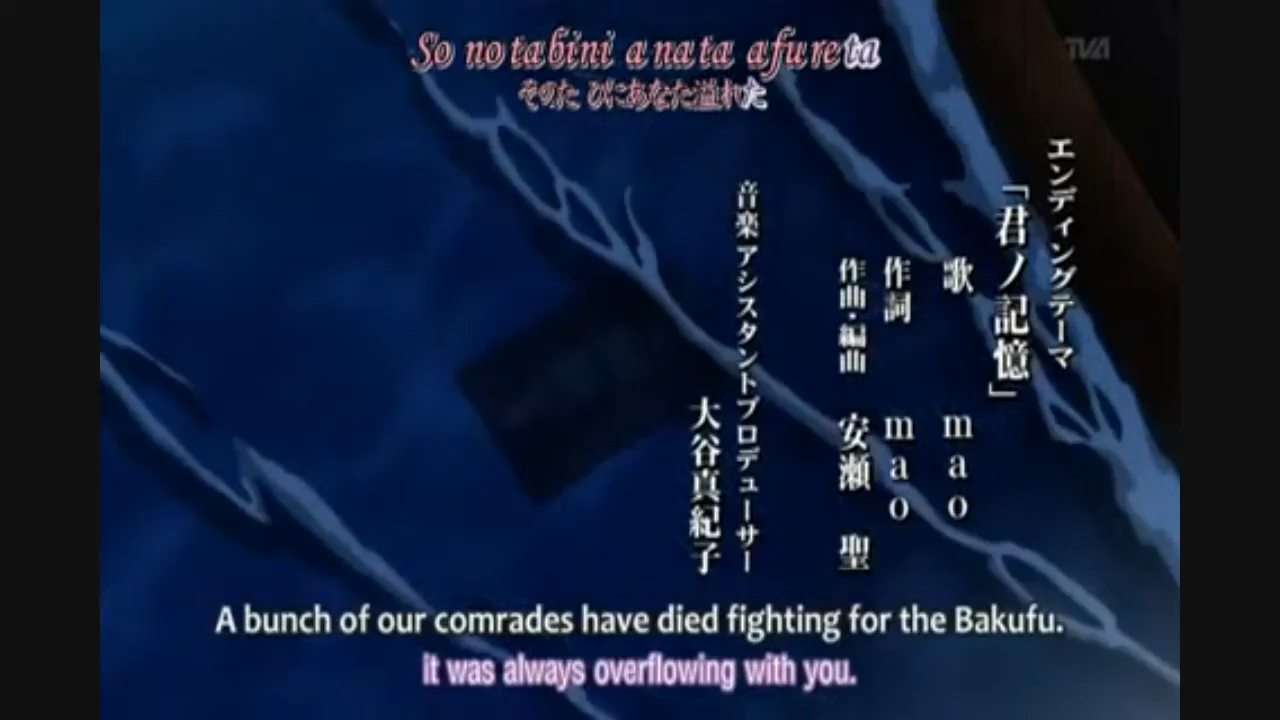 So no tabini a na ta afureta
そのた びにあなた溢れた
TVA
エンディングテーマ
「君ノ記憶」
歌 mao
作詞 mao
作曲・編曲 安瀬 聖
音楽アシスタントプロデューサー
大谷真紀子
A bunch of our comrades have died fighting for the Bakufu.
it was always overflowing with you.